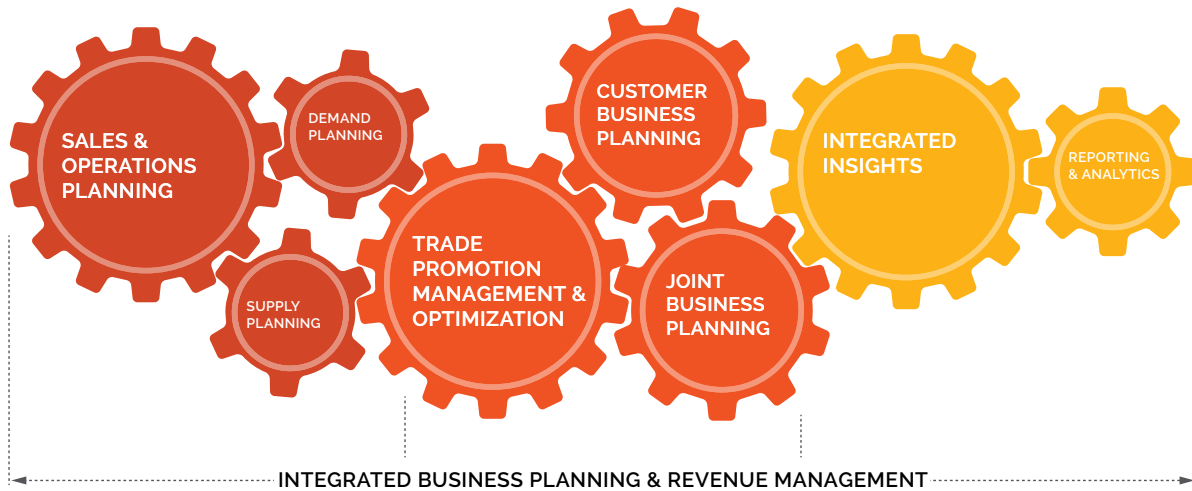 SALES &
OPERATIONS
PLANNING
DEMAND
PLANNING
SUPPLY
PLANNING
TRADE
PROMOTION
MANAGEMENT &
OPTIMIZATION
CUSTOMER
BUSINESS
PLANNING
JOINT
BUSINESS
PLANNING
INTEGRATED
INSIGHTS
REPORTING
& ANALYTICS
INTEGRATED BUSINESS PLANNING & REVENUE MANAGEMENT